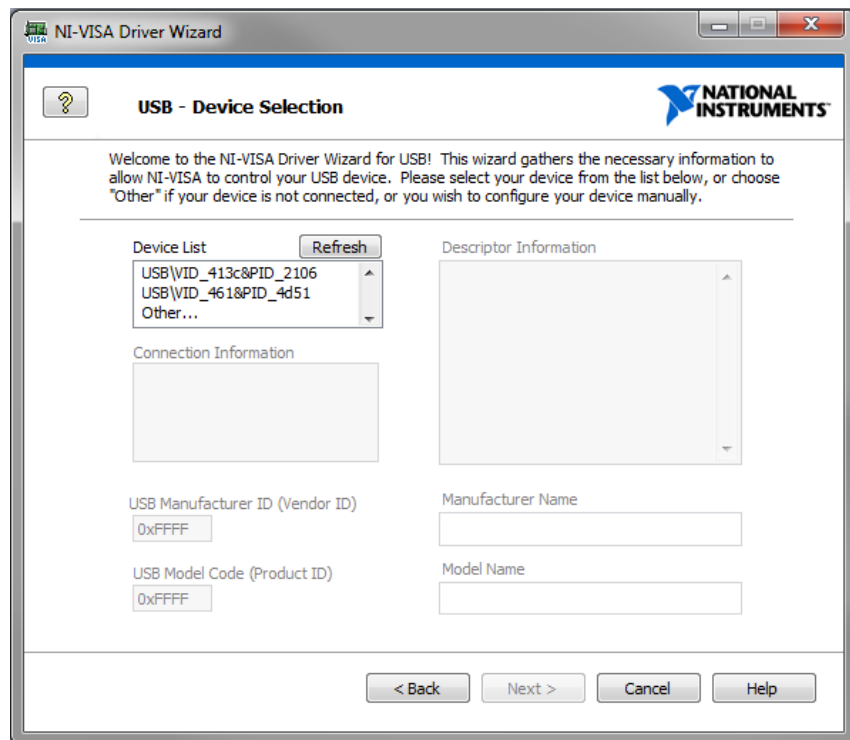 NI-VISA Driver Wizard
USB - Device Selection
NATIONAL
INSTRUMENTS
Welcome to the NI-VISA Driver Wizard for USB! This wizard gathers the necessary information to
allow NI-VISA to control your USB device. Please select your device from the list below, or choose
"Other" if your device is not connected, or you wish to configure your device manually.
Device List
Refresh
USB\VID_413c&PID_2106
USB\VID_461&PID_4d51
Other...
Descriptor Information
Connection Information
USB Manufacturer ID (Vendor ID)
0xFFFF
Manufacturer Name
USB Model Code (Product ID)
0xFFFF
Model Name
< Back
Next >
Cancel
Help